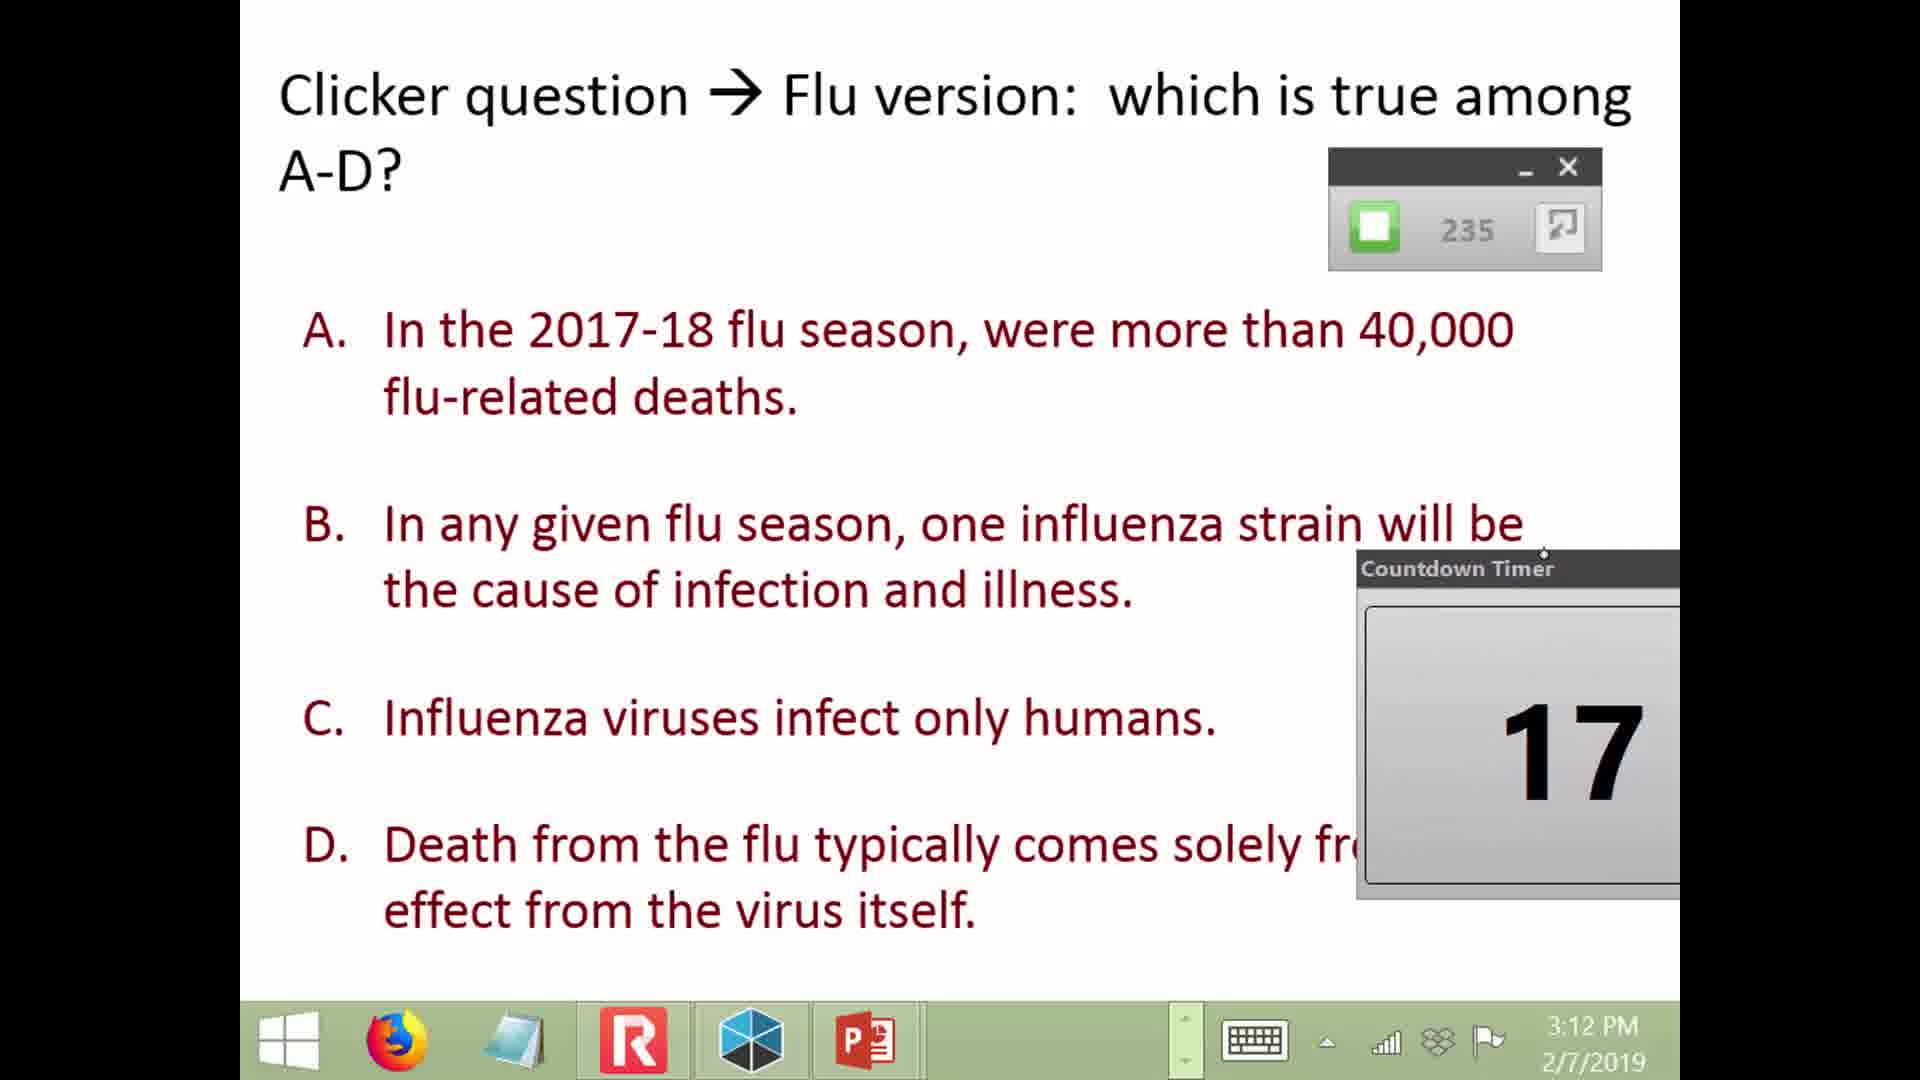 Clicker question → Flu version: which is true among
A-D?
235
A. In the 2017-18 flu season, were more than 40,000
flu-related deaths.
B. In any given flu season, one influenza strain will be
the cause of infection and illness.
Countdown Timer
17
C. Influenza viruses infect only humans.
D. Death from the flu typically comes solely
effect from the virus itself.
3:12 PM
2/7/2019